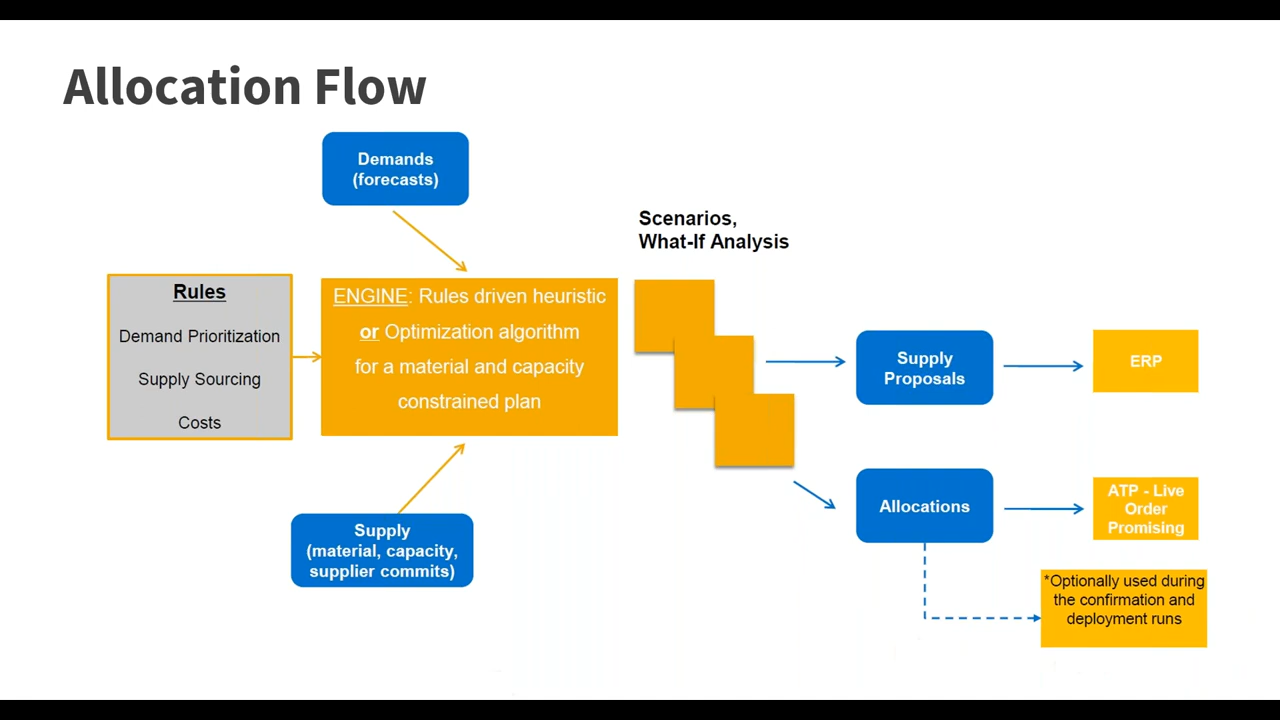 Allocation Flow
Demands
(forecasts)
Scenarios,
What-If Analysis
Rules
Demand Prioritization
Supply Sourcing
Costs
ENGINE: Rules driven heuristic
or Optimization algorithm
for a material and capacity
constrained plan
Supply
Proposals
ERP
Allocations
ATP - Live
Order
Promising
Supply
(material, capacity,
supplier commits)
*Optionally used during
the confirmation and
deployment runs